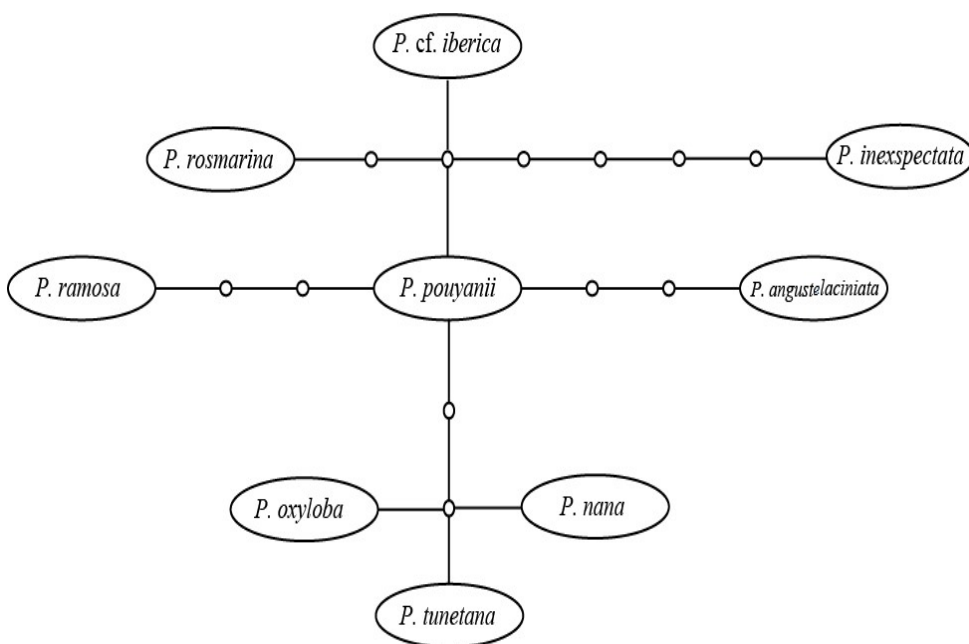 P. cf. iberica
P. rosmarina
P. inexspectata
P. ramosa
P. pouyanii
P. angustelaciniata
P. oxyloba
P. nana
P. tunetana